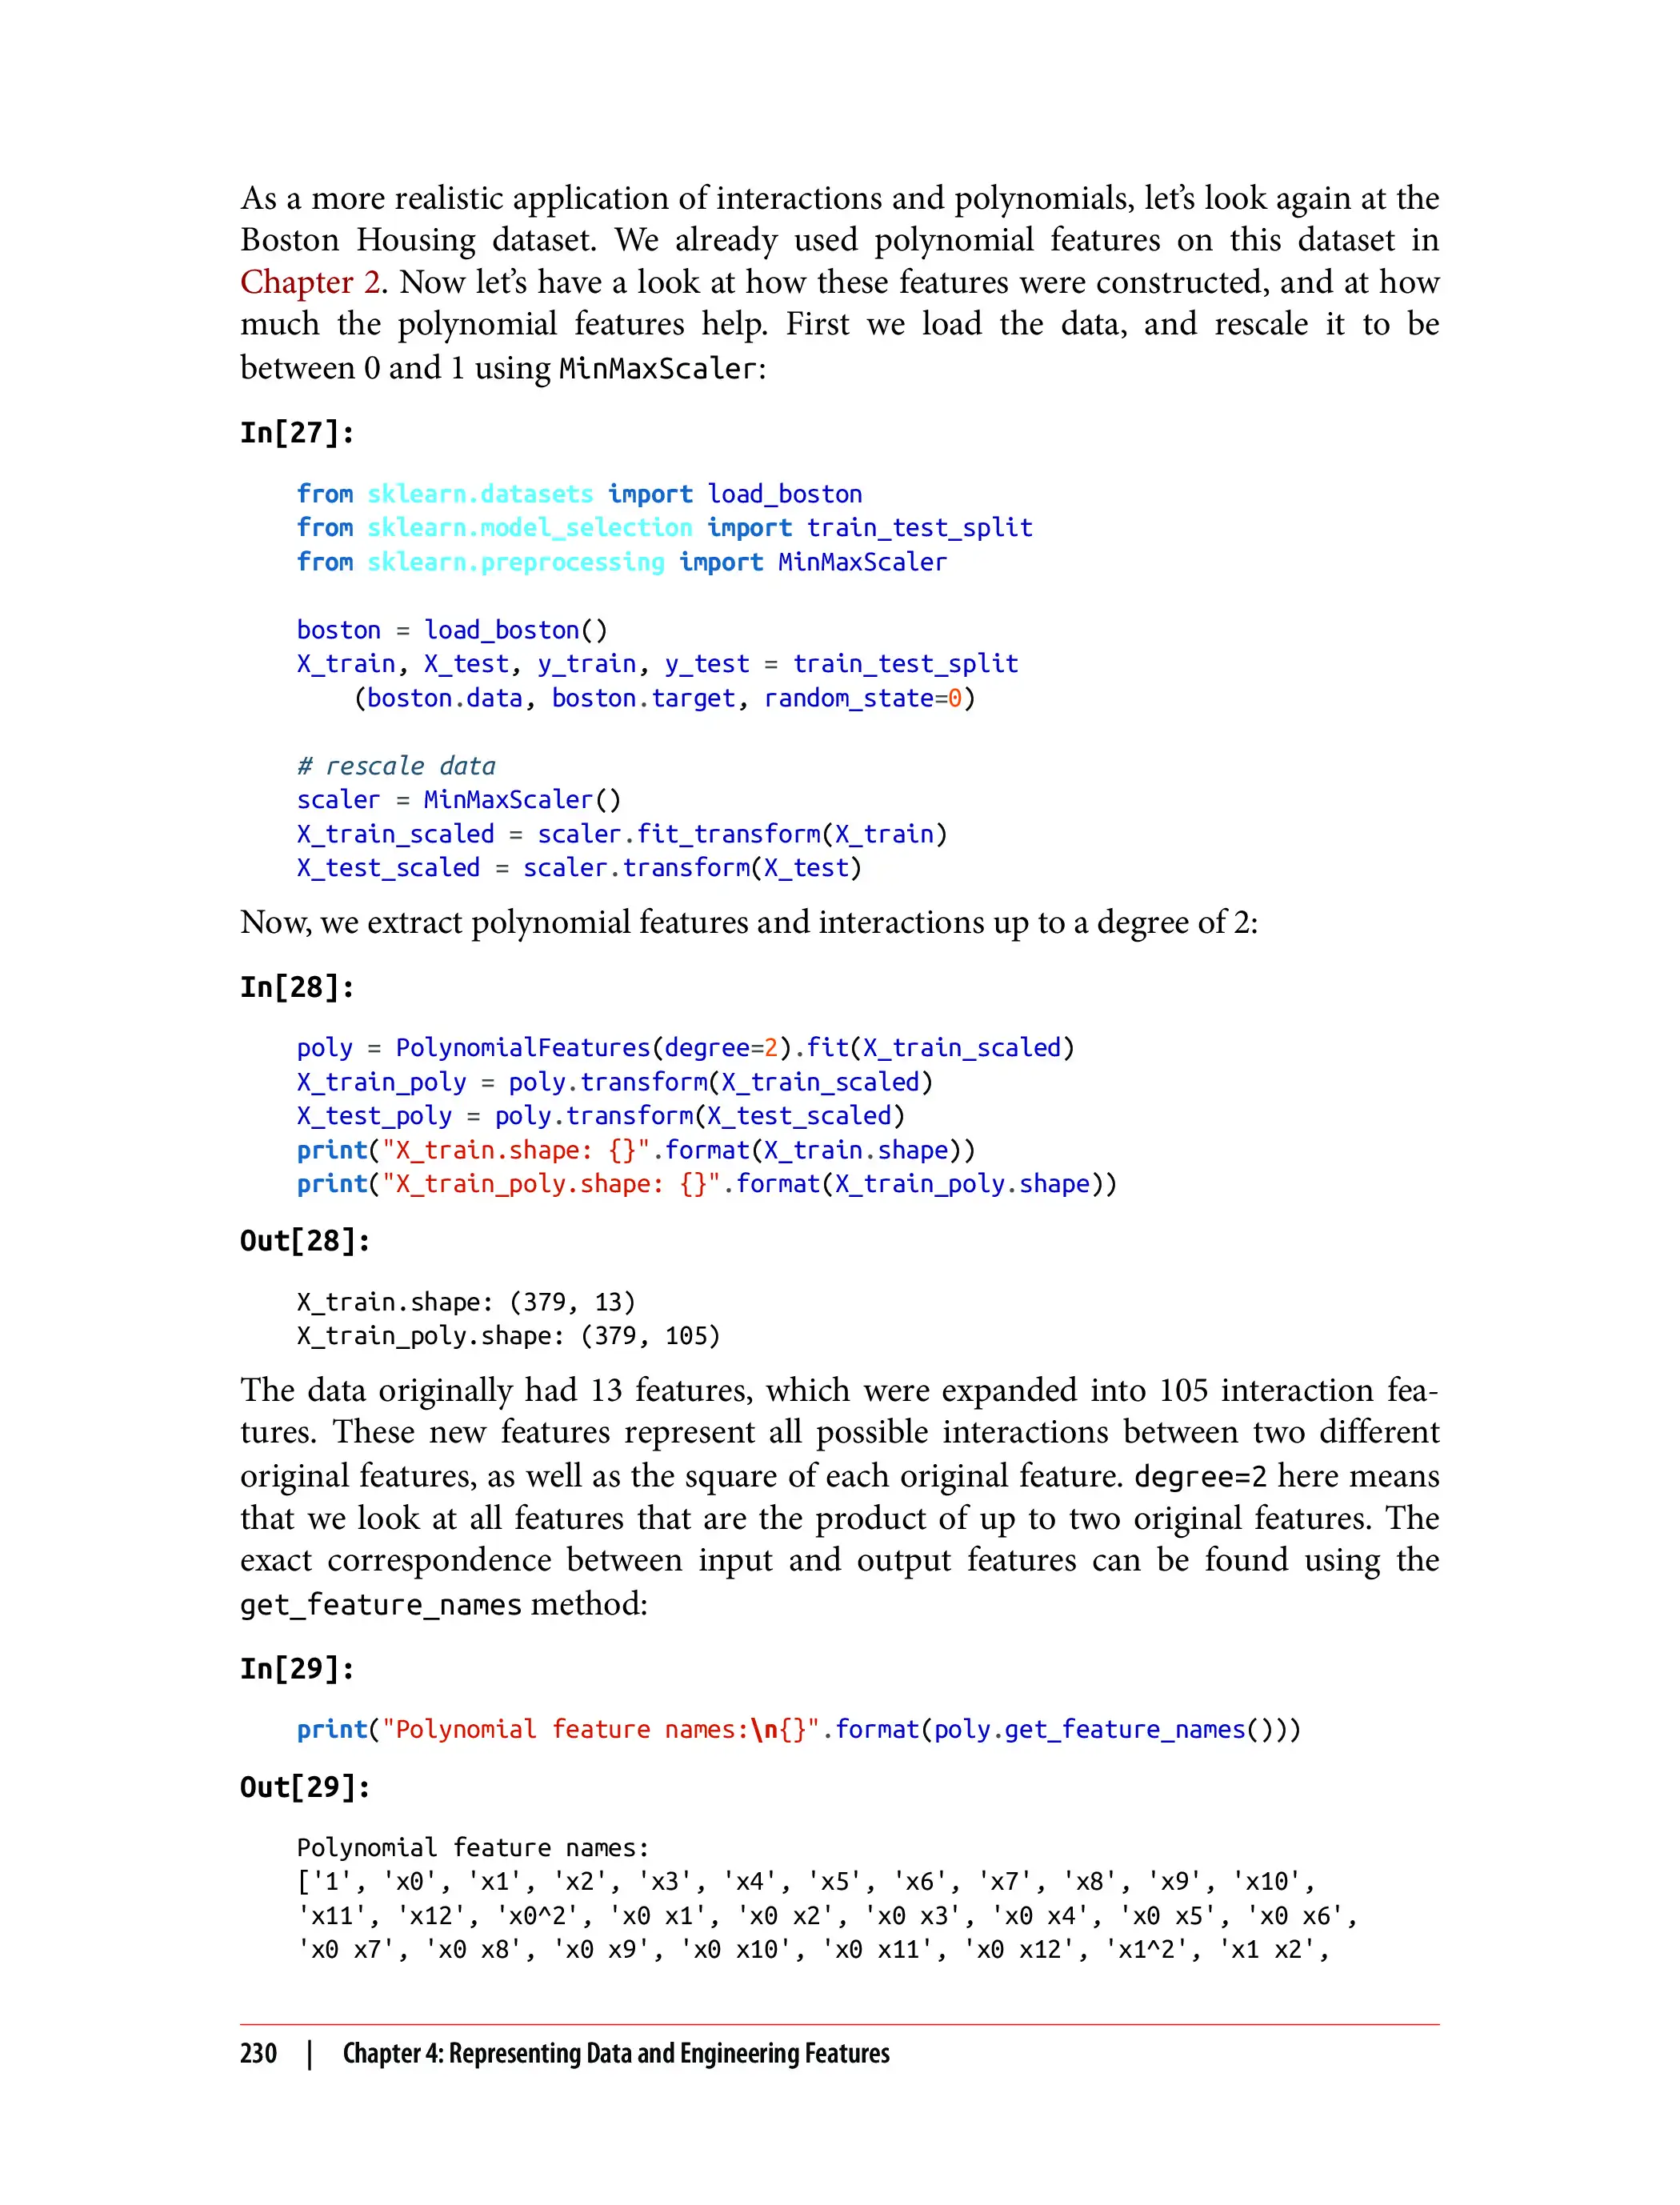 As a more realistic application of interactions and polynomials, let’s look again at the
Boston Housing dataset. We already used polynomial features on this dataset in
Chapter 2. Now let’s have a look at how these features were constructed, and at how
much the polynomial features help. First we load the data, and rescale it to be
between 0 and 1 using MinMaxScaler:
In[27]:
from sklearn.datasets import load_boston
from sklearn.model_selection import train_test_split
from sklearn.preprocessing import MinMaxScaler
boston = load_boston()
X_train, X_test, y_train, y_test = train_test_split
(boston.data, boston.target, random_state=0)
# rescale data
scaler = MinMaxScaler()
X_train_scaled = scaler.fit_transform(X_train)
X_test_scaled = scaler.transform(X_test)
Now, we extract polynomial features and interactions up to a degree of 2:
In[28]:
poly = PolynomialFeatures(degree=2).fit(X_train_scaled)
X_train_poly = poly.transform(X_train_scaled)
X_test_poly = poly.transform(X_test_scaled)
print("X_train.shape: {}".format(X_train.shape))
print("X_train_poly.shape: {}".format(X_train_poly.shape))
Out[28]:
X_train.shape: (379, 13)
X_train_poly.shape: (379, 105)
The data originally had 13 features, which were expanded into 105 interaction fea-
tures. These new features represent all possible interactions between two different
original features, as well as the square of each original feature. degree=2 here means
that we look at all features that are the product of up to two original features. The
exact correspondence between input and output features can be found using the
get_feature_names method:
In[29]:
print("Polynomial feature names:\n{}".format(poly.get_feature_names()))
Out[29]:
Polynomial feature names:
['1', 'x0', 'x1', 'x2', 'x3', 'x4', 'x5', 'x6', 'x7', 'x8', 'x9', 'x10',
'x11', 'x12', 'x0^2', 'x0 x1', 'x0 x2', 'x0 x3', 'x0 x4', 'x0 x5', 'x0 x6',
'x0 x7', 'x0 x8', 'x0 x9', 'x0 x10', 'x0 x11', 'x0 x12', 'x1^2', 'x1 x2',
230 | Chapter 4: Representing Data and Engineering Features